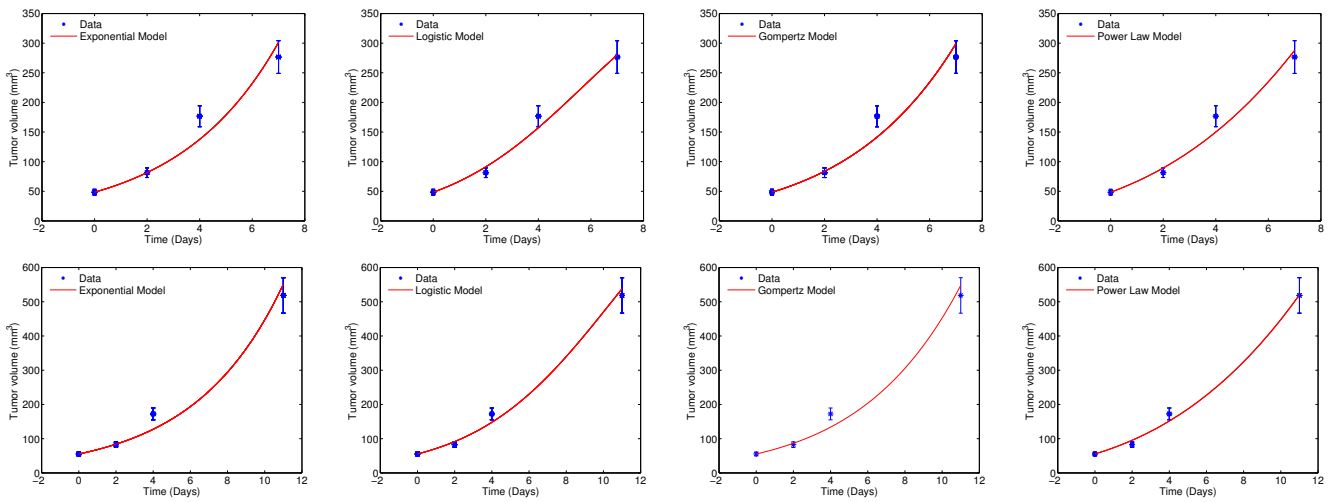 350
300
250
200
150
100
50
0
Tumor volume (mm³)
Data
Exponential Model
−2 0 2 4 6 8
Time (Days)
350
300
250
200
150
100
50
0
Tumor volume (mm³)
Data
Logistic Model
−2 0 2 4 6 8
Time (Days)
350
300
250
200
150
100
50
0
Tumor volume (mm³)
Data
Gompertz Model
−2 0 2 4 6 8
Time (Days)
350
300
250
200
150
100
50
0
Tumor volume (mm³)
Data
Power Law Model
−2 0 2 4 6 8
Time (Days)
600
500
400
300
200
100
0
Tumor volume (mm³)
Data
Exponential Model
−2 0 2 4 6 8 10 12
Time (Days)
600
500
400
300
200
100
0
Tumor volume (mm³)
Data
Logistic Model
−2 0 2 4 6 8 10 12
Time (Days)
600
500
400
300
200
100
0
Tumor volume (mm³)
Data
Gompertz Model
−2 0 2 4 6 8 10 12
Time (Days)
600
500
400
300
200
100
0
Tumor volume (mm³)
Data
Power Law Model
−2 0 2 4 6 8 10 12
Time (Days)